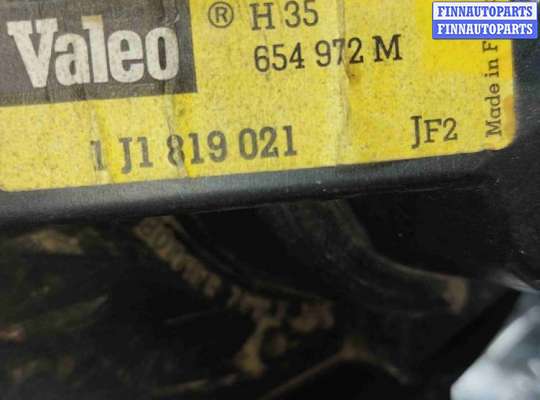 FINNAUTOPARTS
FINNAUTOPARTS
Valeo
® H 35
654 972 M
1 J1 819 021
JF2
Made in F